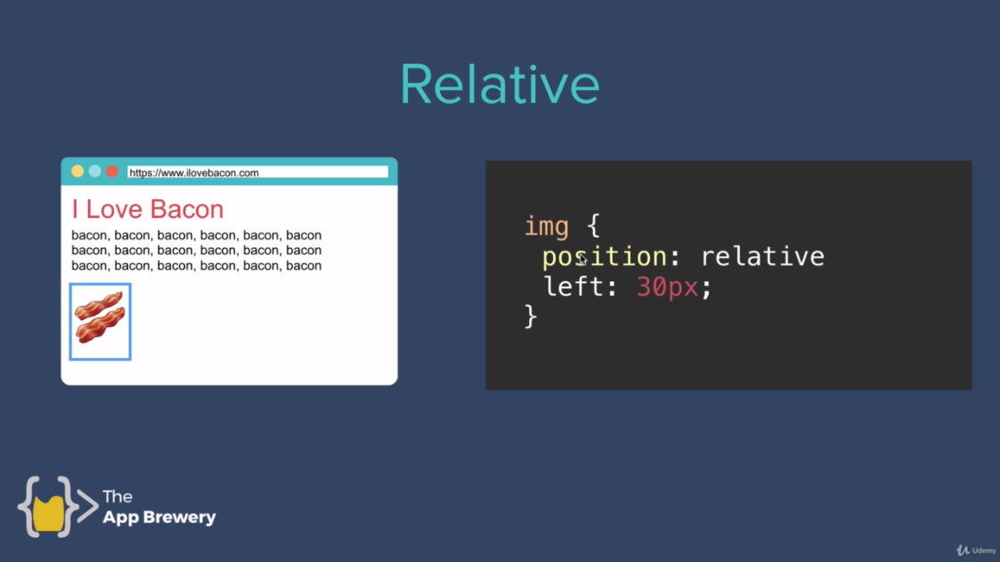 Relative
https://www.ilovebacon.com
I Love Bacon
bacon, bacon, bacon, bacon, bacon, bacon
bacon, bacon, bacon, bacon, bacon, bacon
bacon, bacon, bacon, bacon, bacon, bacon
img {
position: relative
left: 30px;
}
The
App Brewery
Udemy